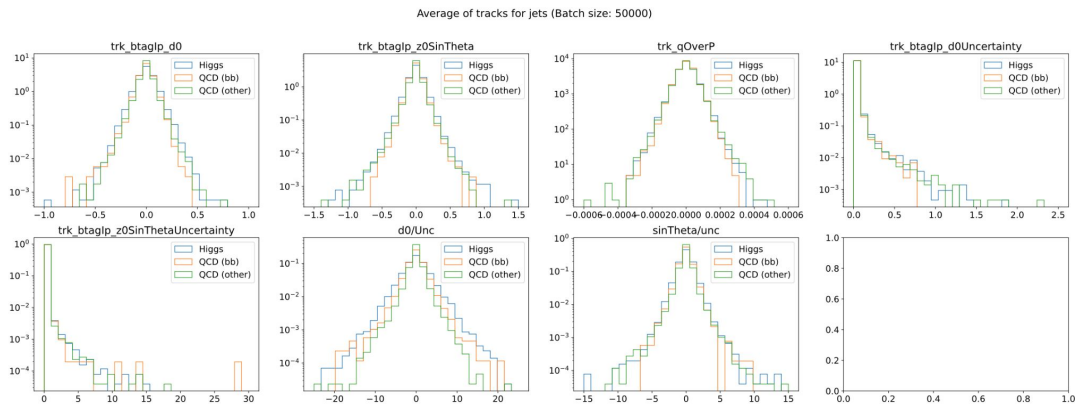 Average of tracks for jets (Batch size: 50000)
trk_btagIp_d0
Higgs
QCD (bb)
QCD (other)
10¹
10⁰
10⁻¹
10⁻²
10⁻³
−1.0 −0.5 0.0 0.5 1.0
trk_btagIp_z0SinTheta
Higgs
QCD (bb)
QCD (other)
10⁰
10⁻¹
10⁻²
10⁻³
−1.5 −1.0 −0.5 0.0 0.5 1.0 1.5
trk_qOverP
Higgs
QCD (bb)
QCD (other)
10⁴
10³
10²
10¹
10⁰
−0.0006 −0.0004 −0.0002 0.0000 0.0002 0.0004 0.0006
trk_btagIp_d0Uncertainty
Higgs
QCD (bb)
QCD (other)
10¹
10⁰
10⁻¹
10⁻²
10⁻³
0.0 0.5 1.0 1.5 2.0 2.5
trk_btagIp_z0SinThetaUncertainty
Higgs
QCD (bb)
QCD (other)
10⁰
10⁻¹
10⁻²
10⁻³
10⁻⁴
0 5 10 15 20 25 30
d0/Unc
Higgs
QCD (bb)
QCD (other)
10⁻¹
10⁻²
10⁻³
10⁻⁴
−20 −10 0 10 20
sinTheta/unc
Higgs
QCD (bb)
QCD (other)
10⁰
10⁻¹
10⁻²
10⁻³
10⁻⁴
−15 −10 −5 0 5 10 15
1.0
0.8
0.6
0.4
0.2
0.0
0.0 0.2 0.4 0.6 0.8 1.0